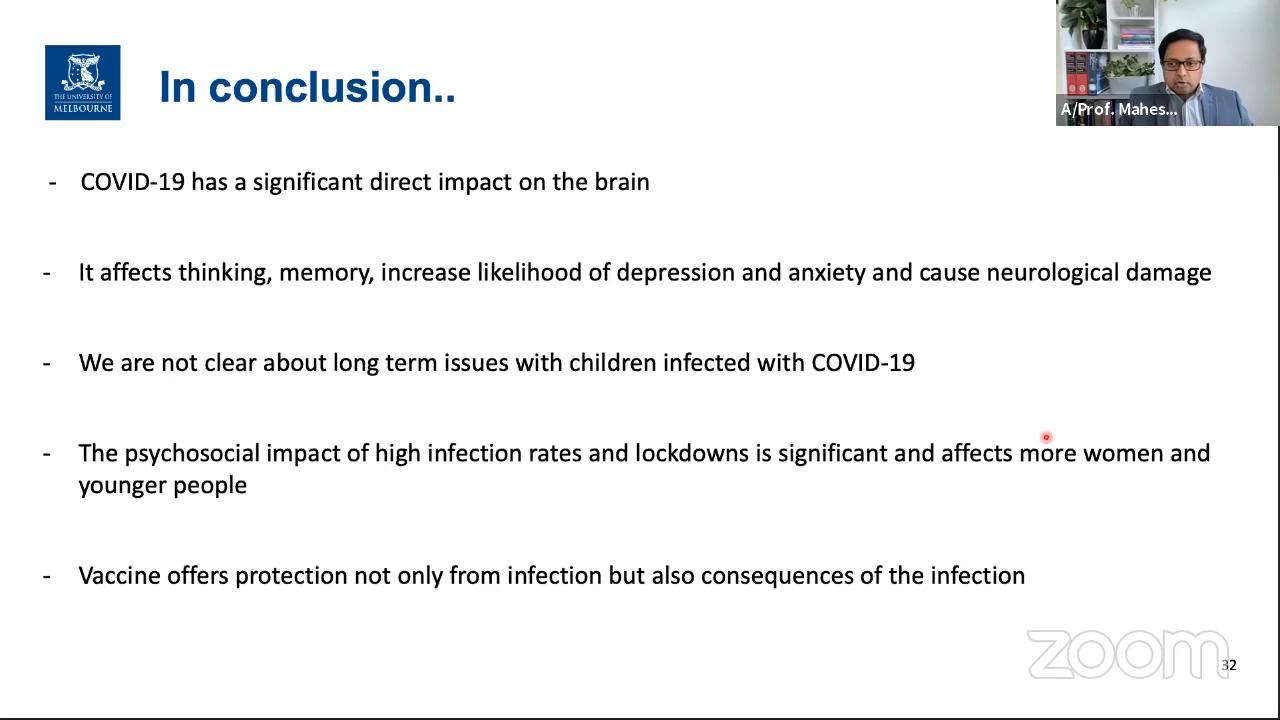 THE UNIVERSITY OF
MELBOURNE
In conclusion..
A/Prof. Mahes...
- COVID-19 has a significant direct impact on the brain
- It affects thinking, memory, increase likelihood of depression and anxiety and cause neurological damage
- We are not clear about long term issues with children infected with COVID-19
- The psychosocial impact of high infection rates and lockdowns is significant and affects more women and
younger people
- Vaccine offers protection not only from infection but also consequences of the infection
zoom
32